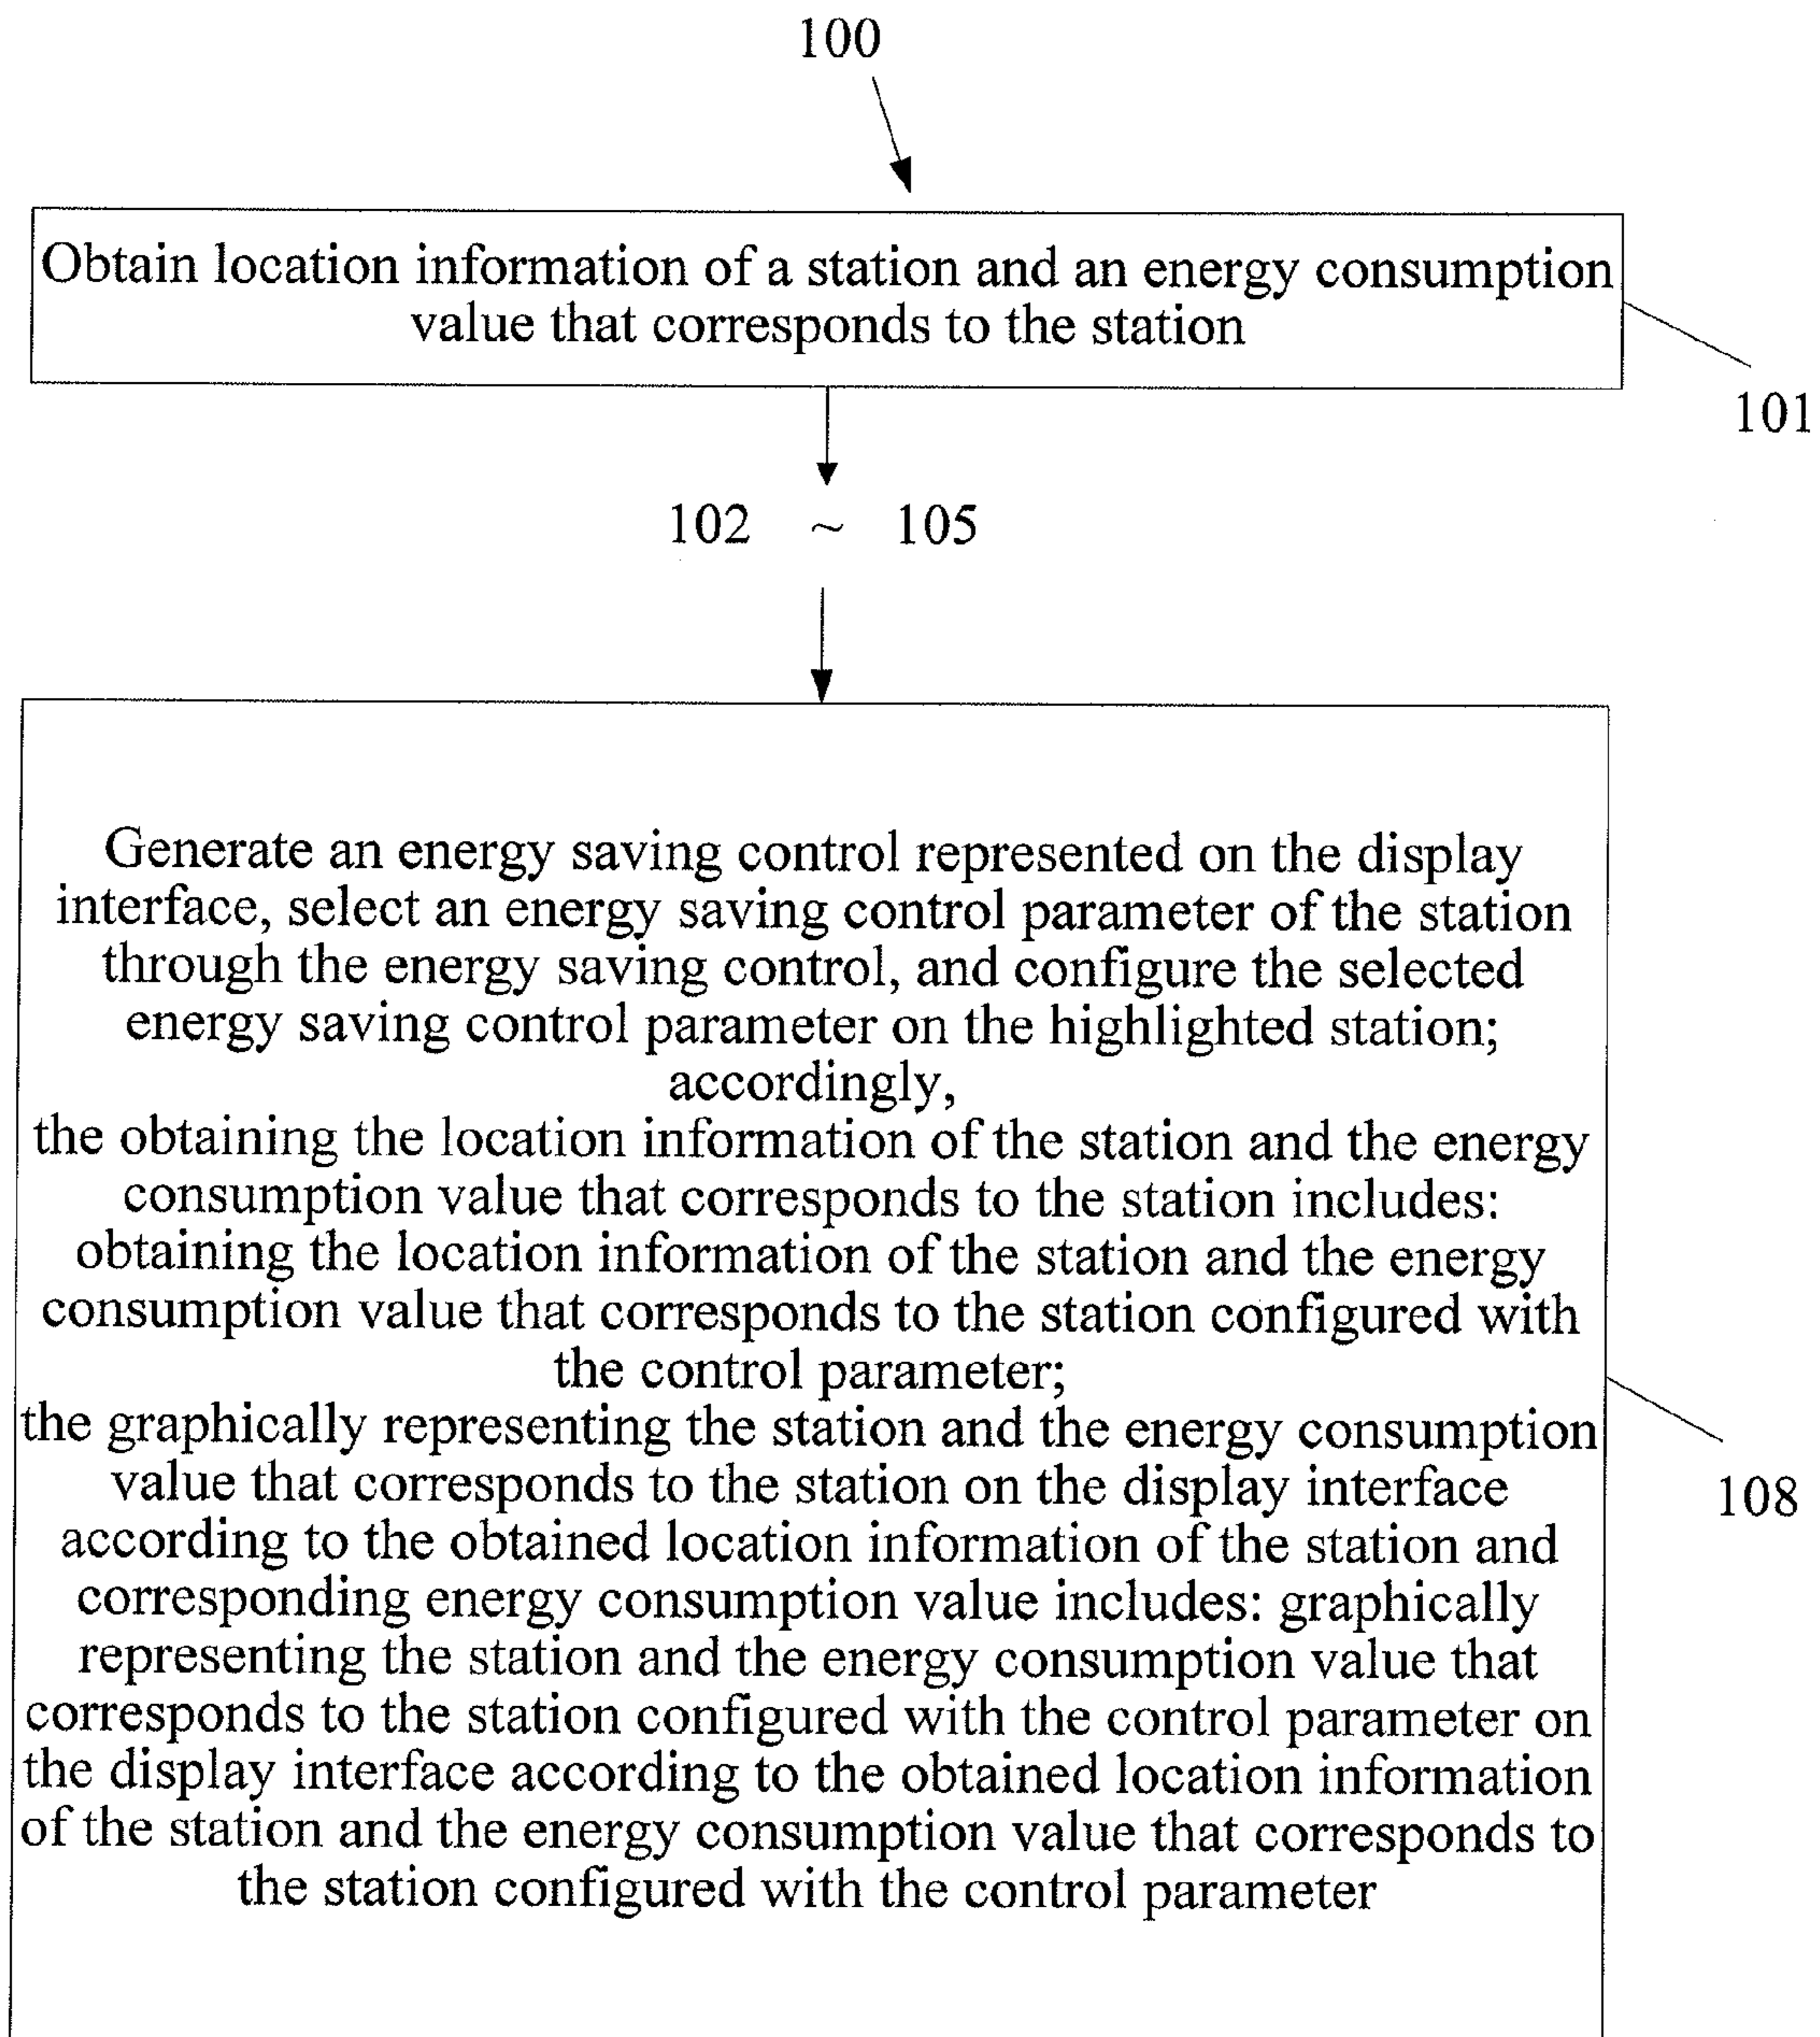 100
Obtain location information of a station and an energy consumption
value that corresponds to the station
101
102 ~ 105
Generate an energy saving control represented on the display
interface, select an energy saving control parameter of the station
through the energy saving control, and configure the selected
energy saving control parameter on the highlighted station;
accordingly,
the obtaining the location information of the station and the energy
consumption value that corresponds to the station includes:
obtaining the location information of the station and the energy
consumption value that corresponds to the station configured with
the control parameter;
the graphically representing the station and the energy consumption
value that corresponds to the station on the display interface
according to the obtained location information of the station and
corresponding energy consumption value includes: graphically
representing the station and the energy consumption value that
corresponds to the station configured with the control parameter on
the display interface according to the obtained location information
of the station and the energy consumption value that corresponds to
the station configured with the control parameter
108